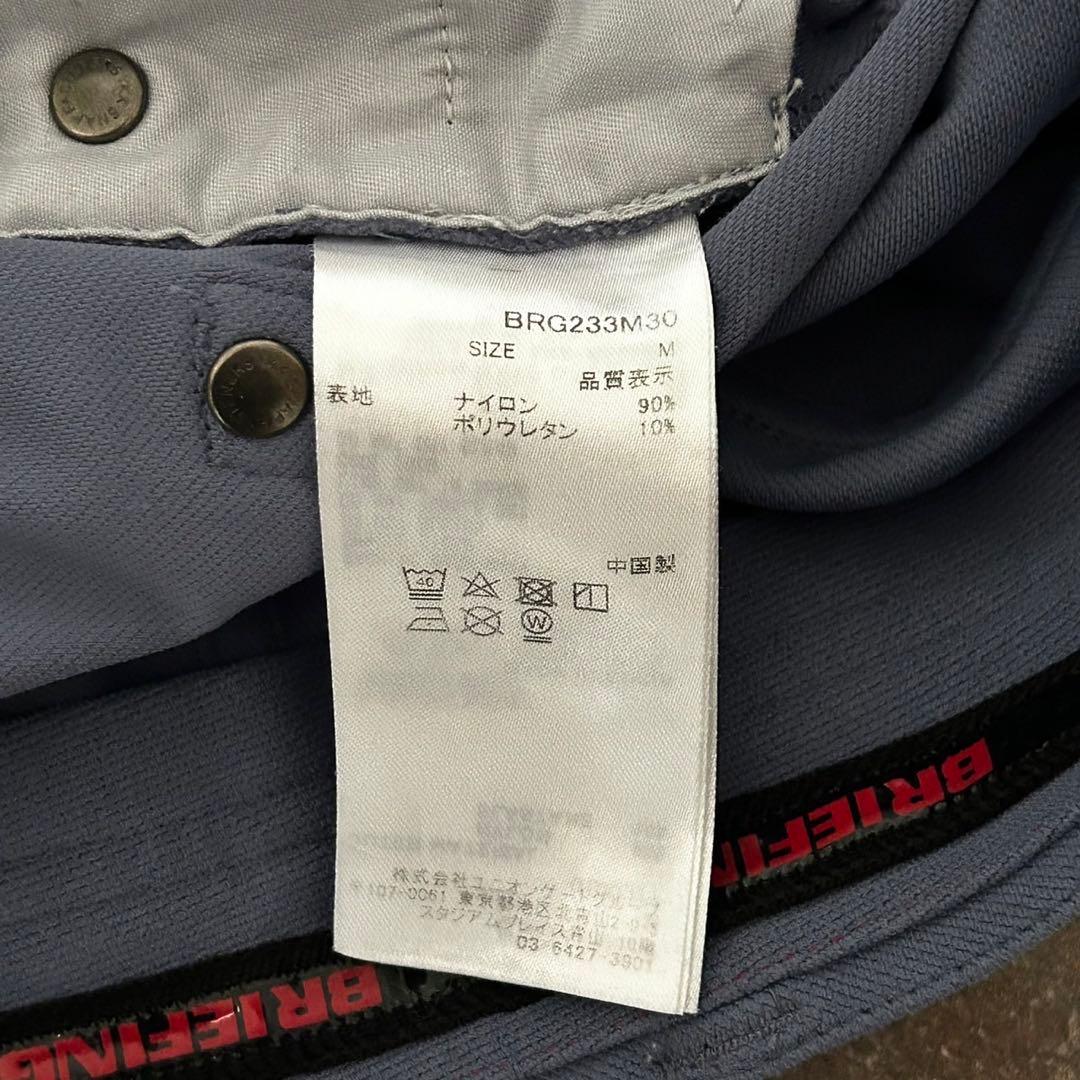 BRG233M30
SIZE M
品質表示
表地 ナイロン 90%
ポリウレタン 10%
中国製
40
W
株式会社ユニオンゲートグループ
〒107-0061 東京都港区北青山2-9-5
スタジアムプレイス青山 10階
03-6427-3901
BRIEFING
BRIEFING